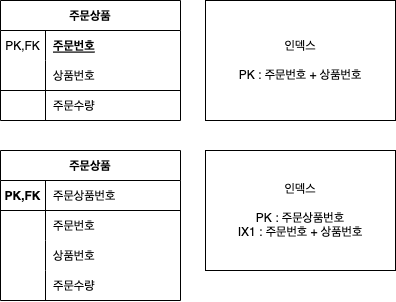 주문상품
PK,FK 주문번호
상품번호
주문수량
인덱스
PK : 주문번호 + 상품번호
주문상품
PK,FK 주문상품번호
주문번호
상품번호
주문수량
인덱스
PK : 주문상품번호
IX1 : 주문번호 + 상품번호